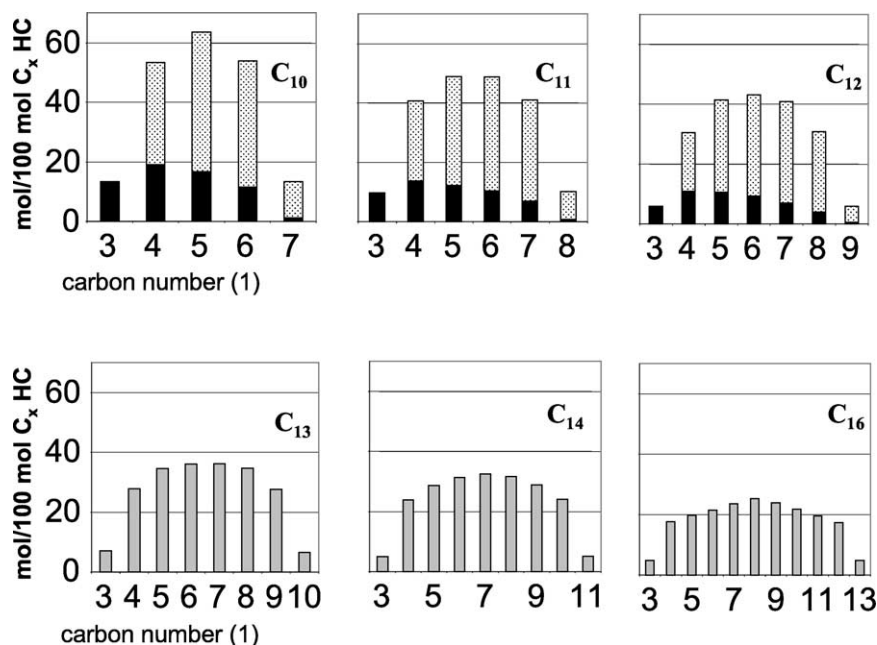 mol/100 mol Cₓ HC
60
40
20
0
C₁₀
3 4 5 6 7
carbon number (1)
C₁₁
3 4 5 6 7 8
C₁₂
3 4 5 6 7 8 9
mol/100 mol Cₓ HC
60
40
20
0
C₁₃
3 4 5 6 7 8 9 10
carbon number (1)
C₁₄
3 5 7 9 11
C₁₆
3 5 7 9 11 13